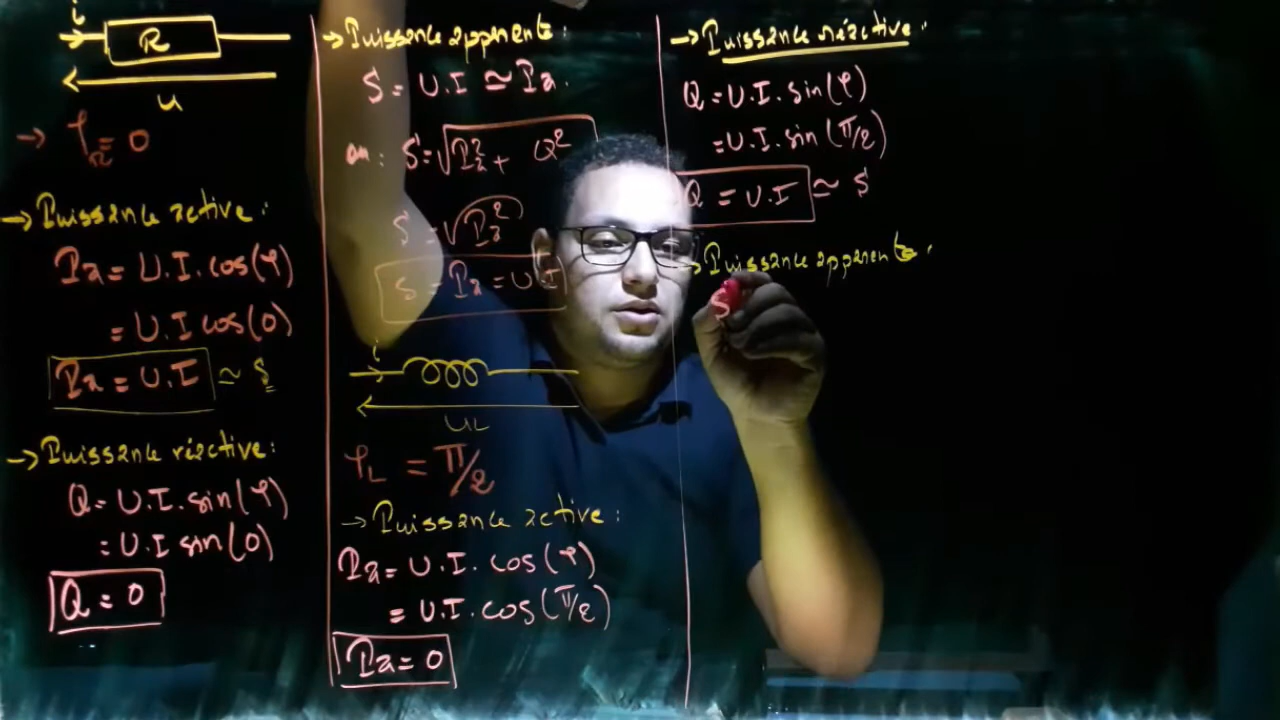 i
R
u
→ φR = 0
→ Puissance active :
Pa = U.I.cos(φ)
= U.I cos(0)
Pa = U.I ≃ S
→ Puissance réactive :
Q = U.I.sin(φ)
= U.I sin(0)
Q = 0
→ Puissance apparente :
S = U.I ≃ Pa.
on : S = √Pa² + Q²
S = √Pa²
S = Pa = U.I
i
UL
φL = π/2
→ Puissance active :
Pa = U.I.cos(φ)
= U.I.cos(π/2)
Pa = 0
→ Puissance réactive :
Q = U.I.sin(φ)
= U.I.sin(π/2)
Q = U.I ≃ S
→ Puissance apparente :
S